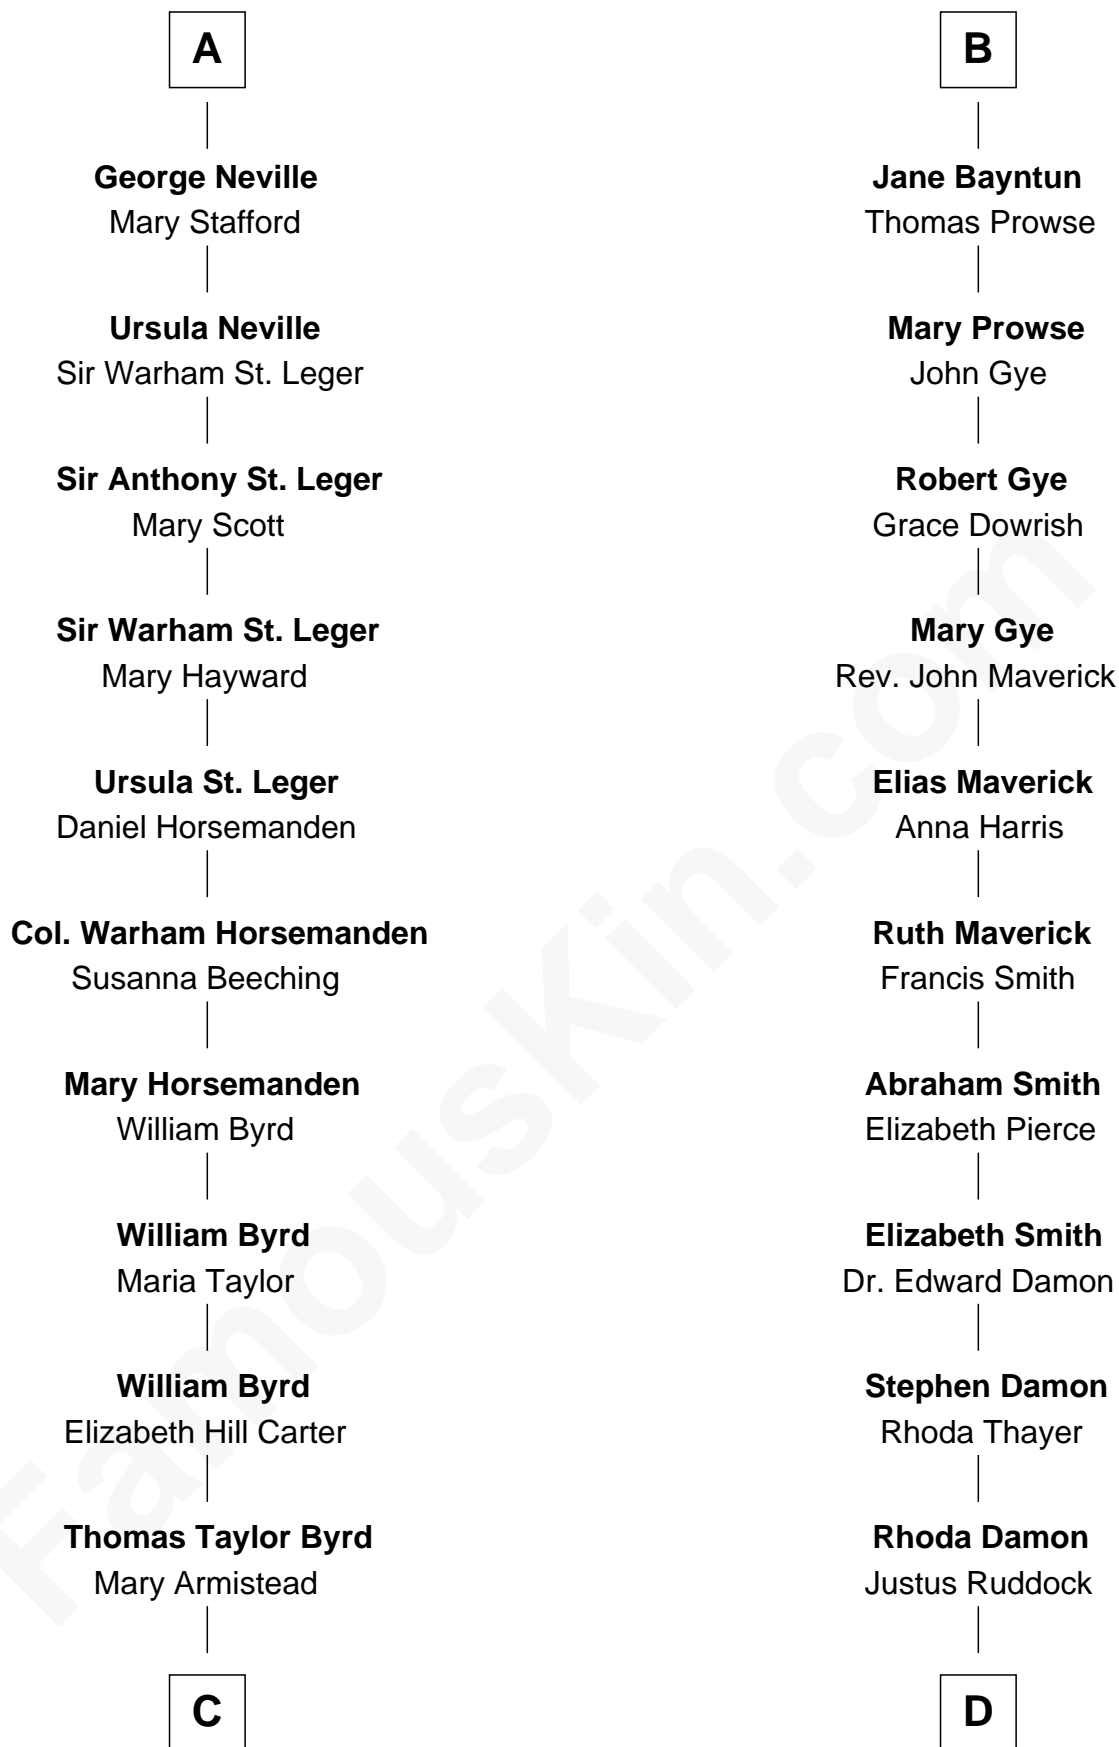 A
George Neville
Mary Stafford
Ursula Neville
Sir Warham St. Leger
Sir Anthony St. Leger
Mary Scott
Sir Warham St. Leger
Mary Hayward
Ursula St. Leger
Daniel Horsemanden
Col. Warham Horsemanden
Susanna Beeching
Mary Horsemanden
William Byrd
William Byrd
Maria Taylor
William Byrd
Elizabeth Hill Carter
Thomas Taylor Byrd
Mary Armistead
C
B
Jane Bayntun
Thomas Prowse
Mary Prowse
John Gye
Robert Gye
Grace Dowrish
Mary Gye
Rev. John Maverick
Elias Maverick
Anna Harris
Ruth Maverick
Francis Smith
Abraham Smith
Elizabeth Pierce
Elizabeth Smith
Dr. Edward Damon
Stephen Damon
Rhoda Thayer
Rhoda Damon
Justus Ruddock
D
FamousKin.com